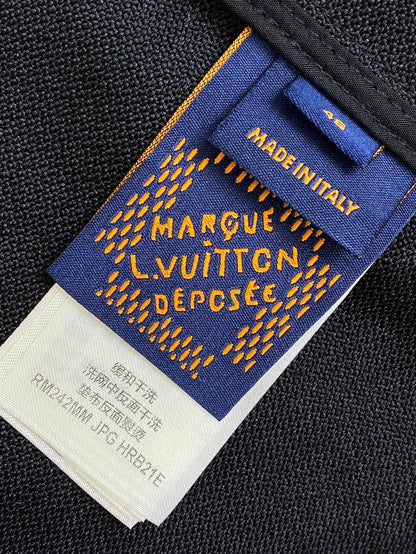 48
MADE IN ITALY
MARQUE
L.VUITTON
DÉPOSÉE
缓和干洗
洗网中反面干洗
垫布反面熨烫
RM242MM JPG HRB21E